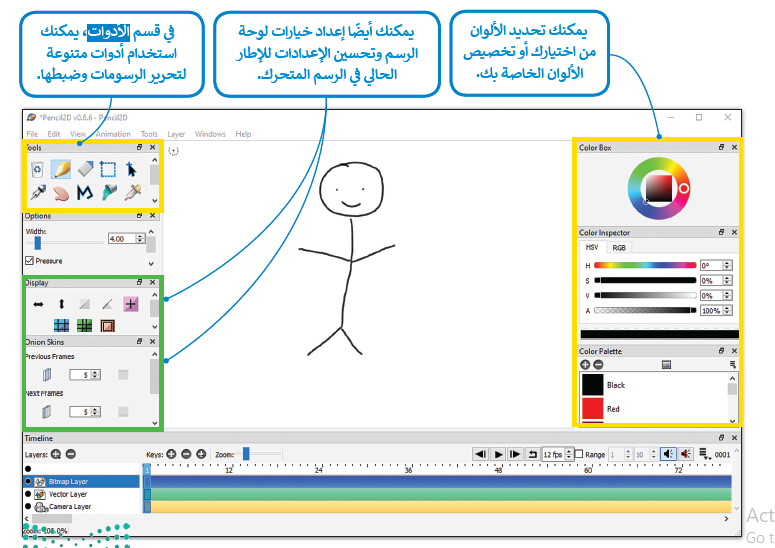 في قسم الأدوات، يمكنك
استخدام أدوات متنوعة
لتحرير الرسومات وضبطها.
يمكنك أيضًا إعداد خيارات لوحة
الرسم وتحسين الإعدادات للإطار
الحالي في الرسم المتحرك.
يمكنك تحديد الألوان
من اختيارك أو تخصيص
الألوان الخاصة بك.
*Pencil2D v0.6.6 - Pencil2D
File Edit View Animation Tools Layer Windows Help
Tools
Options
Width:
4.00
Pressure
Display
Onion Skins
Previous Frames
5
Next Frames
5
Color Box
Color Inspector
HSV RGB
H 0°
S 0%
V 0%
A 100%
Color Palette
Black
Red
Timeline
Layers: Keys: Zoom: 12 fps Range 1 10 0001
1 12 24 36 48 60 72
Bitmap Layer
Vector Layer
Camera Layer
Act
Go t